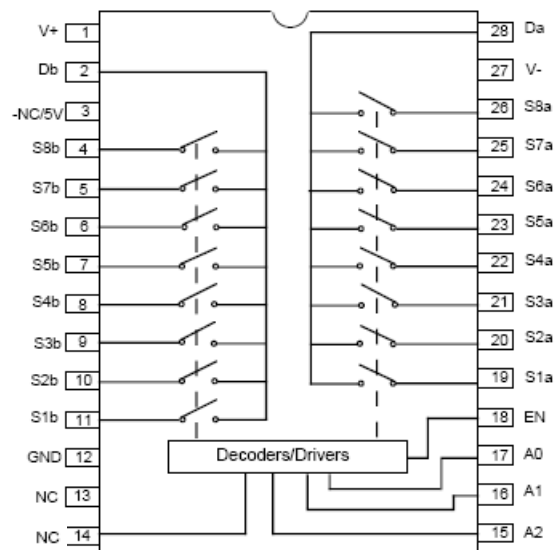 V+ 1
Db 2
-NC/5V 3
S8b 4
S7b 5
S6b 6
S5b 7
S4b 8
S3b 9
S2b 10
S1b 11
GND 12
NC 13
NC 14
28 Da
27 V-
26 S8a
25 S7a
24 S6a
23 S5a
22 S4a
21 S3a
20 S2a
19 S1a
18 EN
17 A0
16 A1
15 A2
Decoders/Drivers